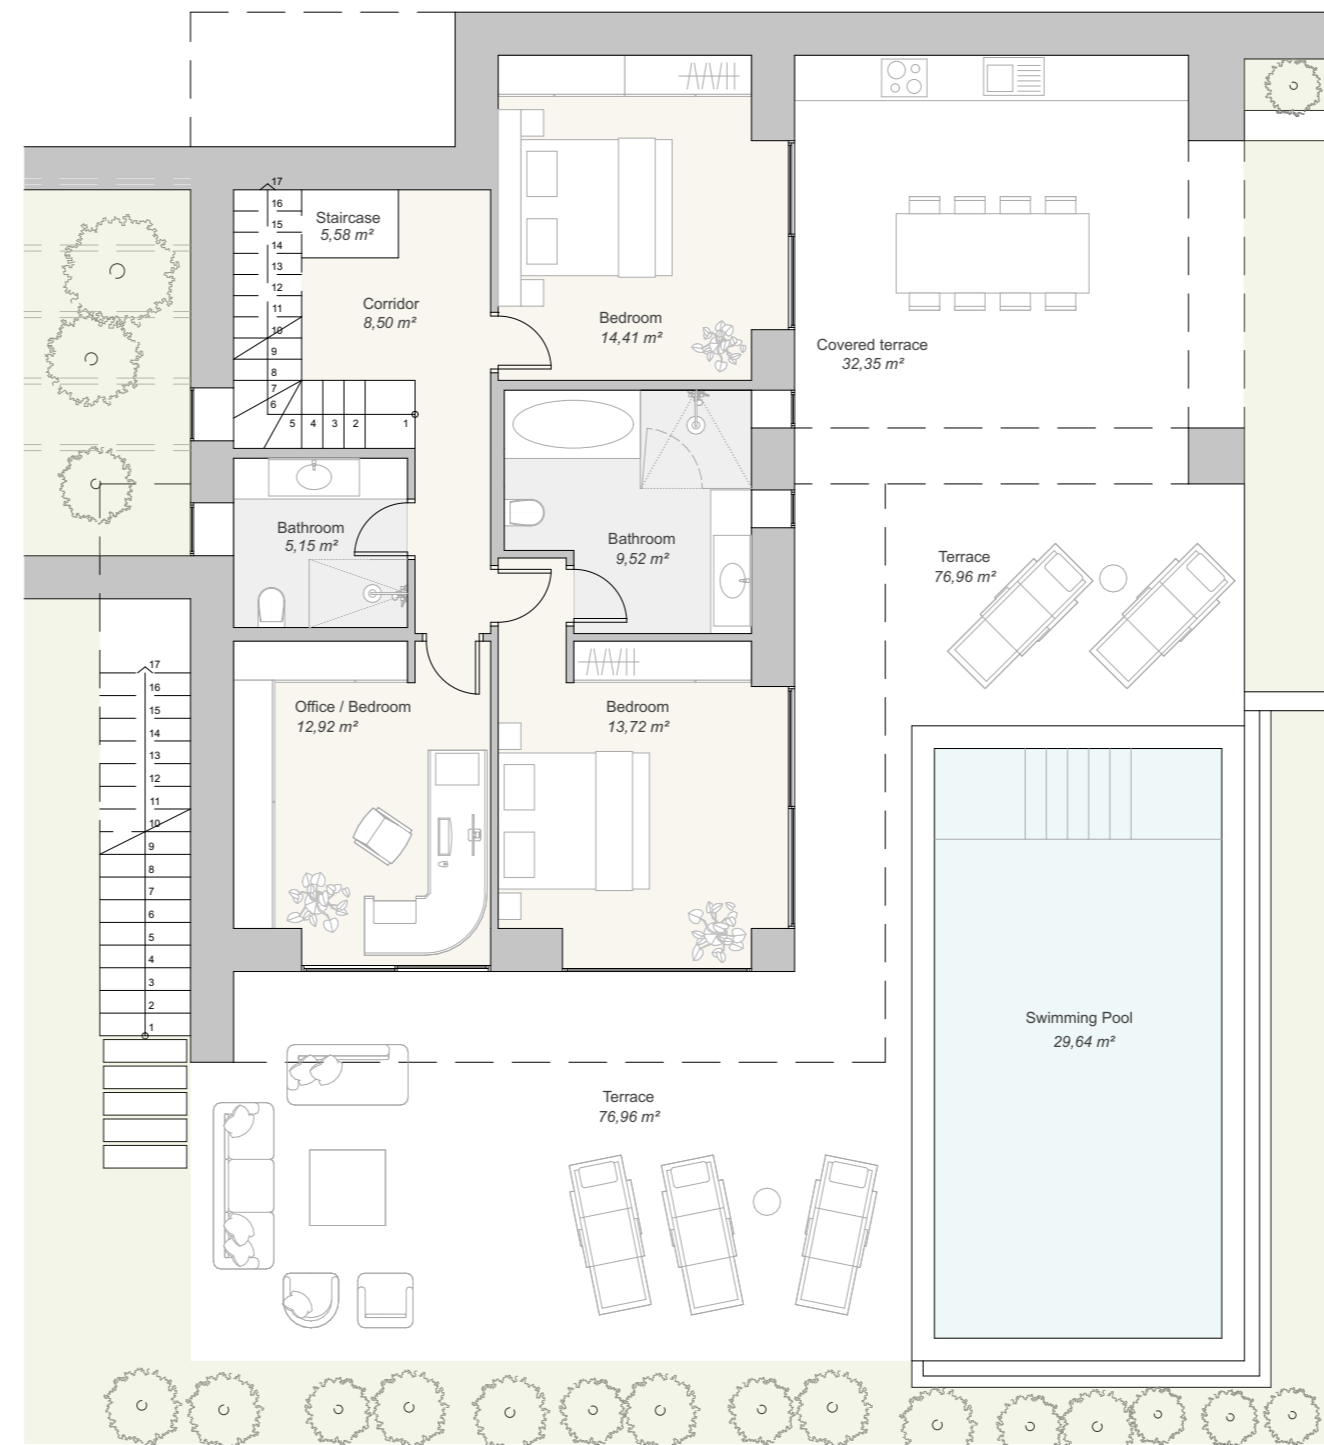 17
16
15
14
13
12
11
10
9
8
7
6
5
4
3
2
1
Staircase
5,58 m²
Corridor
8,50 m²
Bedroom
14,41 m²
Covered terrace
32,35 m²
Bathroom
5,15 m²
Bathroom
9,52 m²
Terrace
76,96 m²
17
16
15
14
13
12
11
10
9
8
7
6
5
4
3
2
1
Office / Bedroom
12,92 m²
Bedroom
13,72 m²
Swimming Pool
29,64 m²
Terrace
76,96 m²